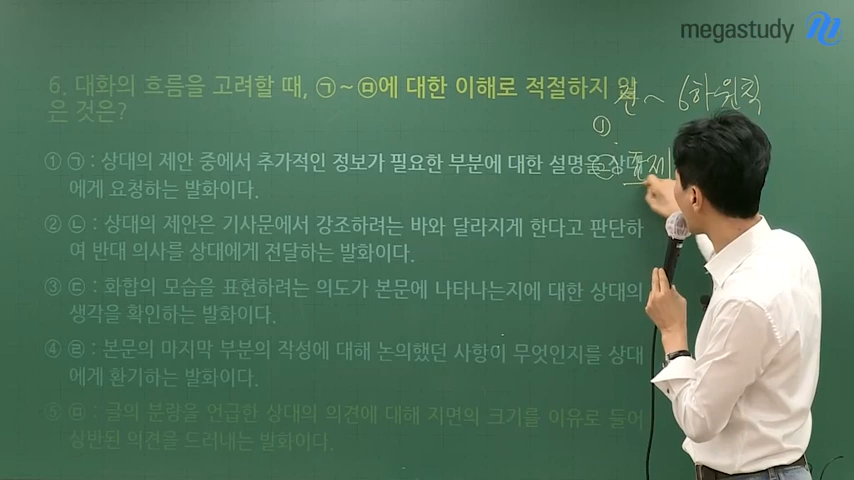 megastudy
6. 대화의 흐름을 고려할 때, ㉠~㉤에 대한 이해로 적절하지 않
은 것은?
~ 6하원칙
①
② 문제
① ㉠ : 상대의 제안 중에서 추가적인 정보가 필요한 부분에 대한 설명을 상대
에게 요청하는 발화이다.
② ㉡ : 상대의 제안은 기사문에서 강조하려는 바와 달라지게 한다고 판단하
여 반대 의사를 상대에게 전달하는 발화이다.
③ ㉢ : 화합의 모습을 표현하려는 의도가 본문에 나타나는지에 대한 상대의
생각을 확인하는 발화이다.
④ ㉣ : 본문의 마지막 부분의 작성에 대해 논의했던 사항이 무엇인지를 상대
에게 환기하는 발화이다.
⑤ ㉤ : 글의 분량을 언급한 상대의 의견에 대해 지면의 크기를 이유로 들어
상반된 의견을 드러내는 발화이다.